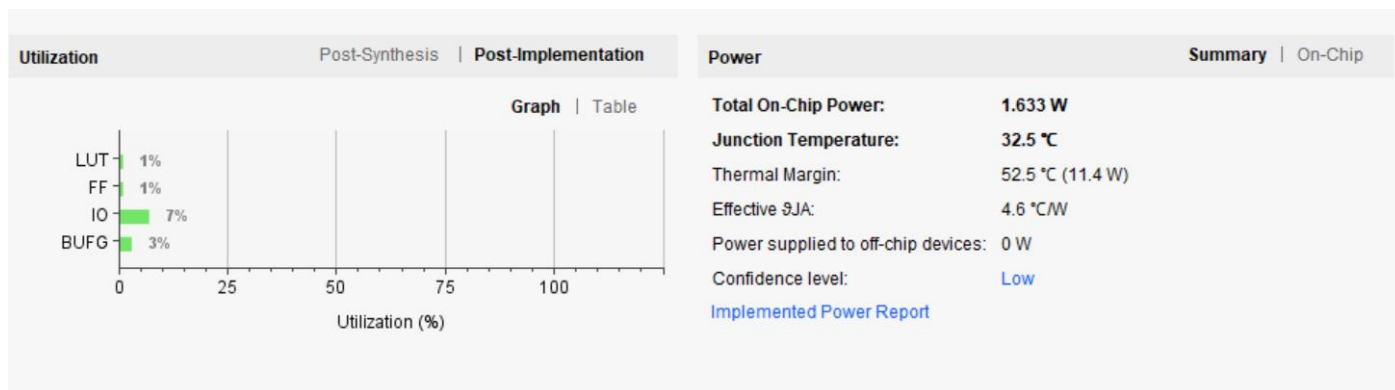 Utilization
Post-Synthesis | Post-Implementation
Graph | Table
LUT 1%
FF 1%
IO 7%
BUFG 3%
0 25 50 75 100
Utilization (%)
Power
Summary | On-Chip
Total On-Chip Power: 1.633 W
Junction Temperature: 32.5 °C
Thermal Margin: 52.5 °C (11.4 W)
Effective ϑJA: 4.6 °C/W
Power supplied to off-chip devices: 0 W
Confidence level: Low
Implemented Power Report